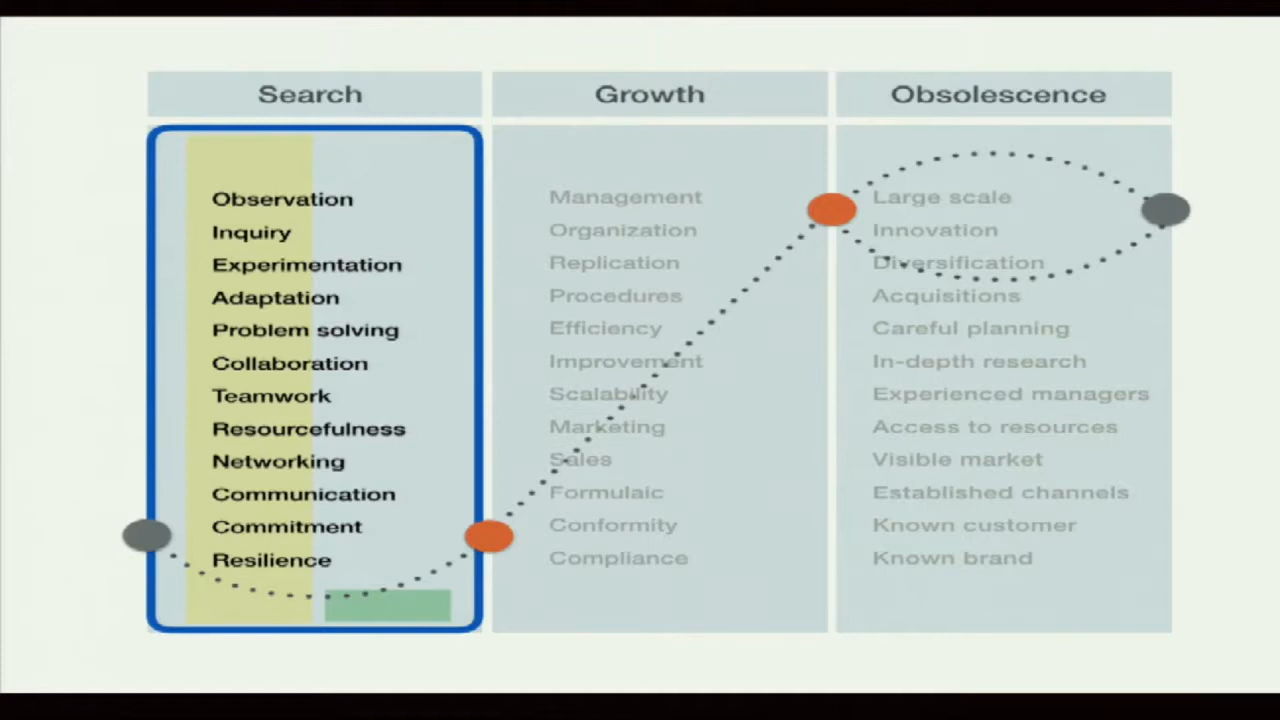 Search
Growth
Obsolescence
Observation
Inquiry
Experimentation
Adaptation
Problem solving
Collaboration
Teamwork
Resourcefulness
Networking
Communication
Commitment
Resilience
Management
Organization
Replication
Procedures
Efficiency
Improvement
Scalability
Marketing
Sales
Formulaic
Conformity
Compliance
Large scale
Innovation
Diversification
Acquisitions
Careful planning
In-depth research
Experienced managers
Access to resources
Visible market
Established channels
Known customer
Known brand